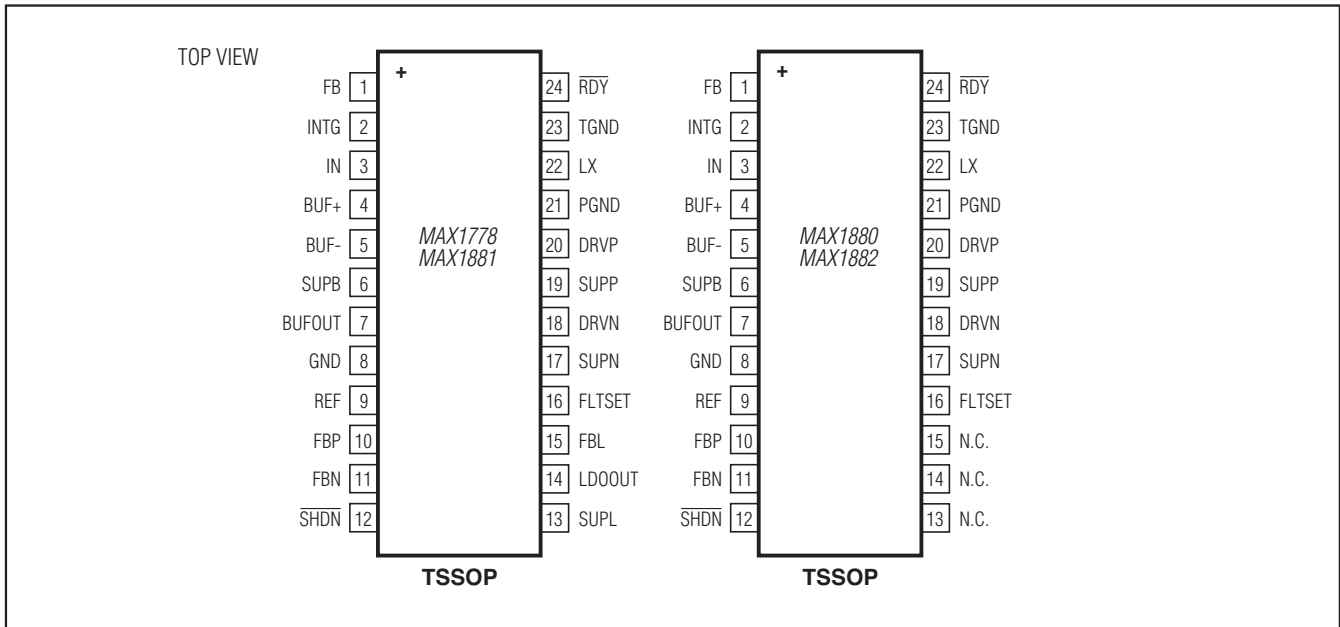 TOP VIEW
+
FB 1
INTG 2
IN 3
BUF+ 4
BUF- 5
SUPB 6
BUFOUT 7
GND 8
REF 9
FBP 10
FBN 11
S̅H̅D̅N̅ 12
MAX1778
MAX1881
24 R̅D̅Y̅
23 TGND
22 LX
21 PGND
20 DRVP
19 SUPP
18 DRVN
17 SUPN
16 FLTSET
15 FBL
14 LDOOUT
13 SUPL
TSSOP
+
FB 1
INTG 2
IN 3
BUF+ 4
BUF- 5
SUPB 6
BUFOUT 7
GND 8
REF 9
FBP 10
FBN 11
S̅H̅D̅N̅ 12
MAX1880
MAX1882
24 R̅D̅Y̅
23 TGND
22 LX
21 PGND
20 DRVP
19 SUPP
18 DRVN
17 SUPN
16 FLTSET
15 N.C.
14 N.C.
13 N.C.
TSSOP